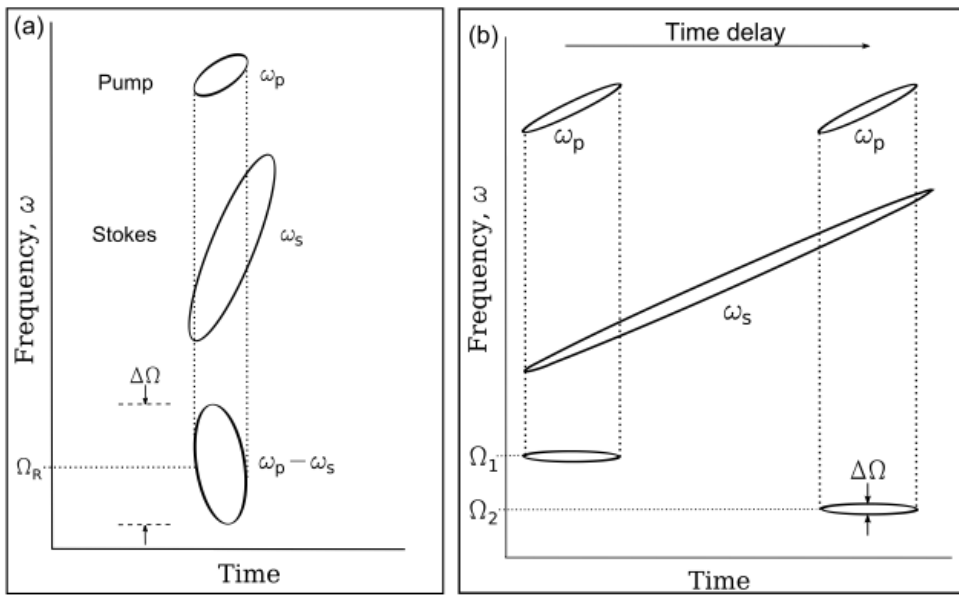 (a)
Pump
ωp
Stokes
ωs
ΔΩ
ΩR
ωp − ωs
Frequency, ω
Time
(b)
Time delay
ωp
ωp
ωs
Ω1
ΔΩ
Ω2
Frequency, ω
Time